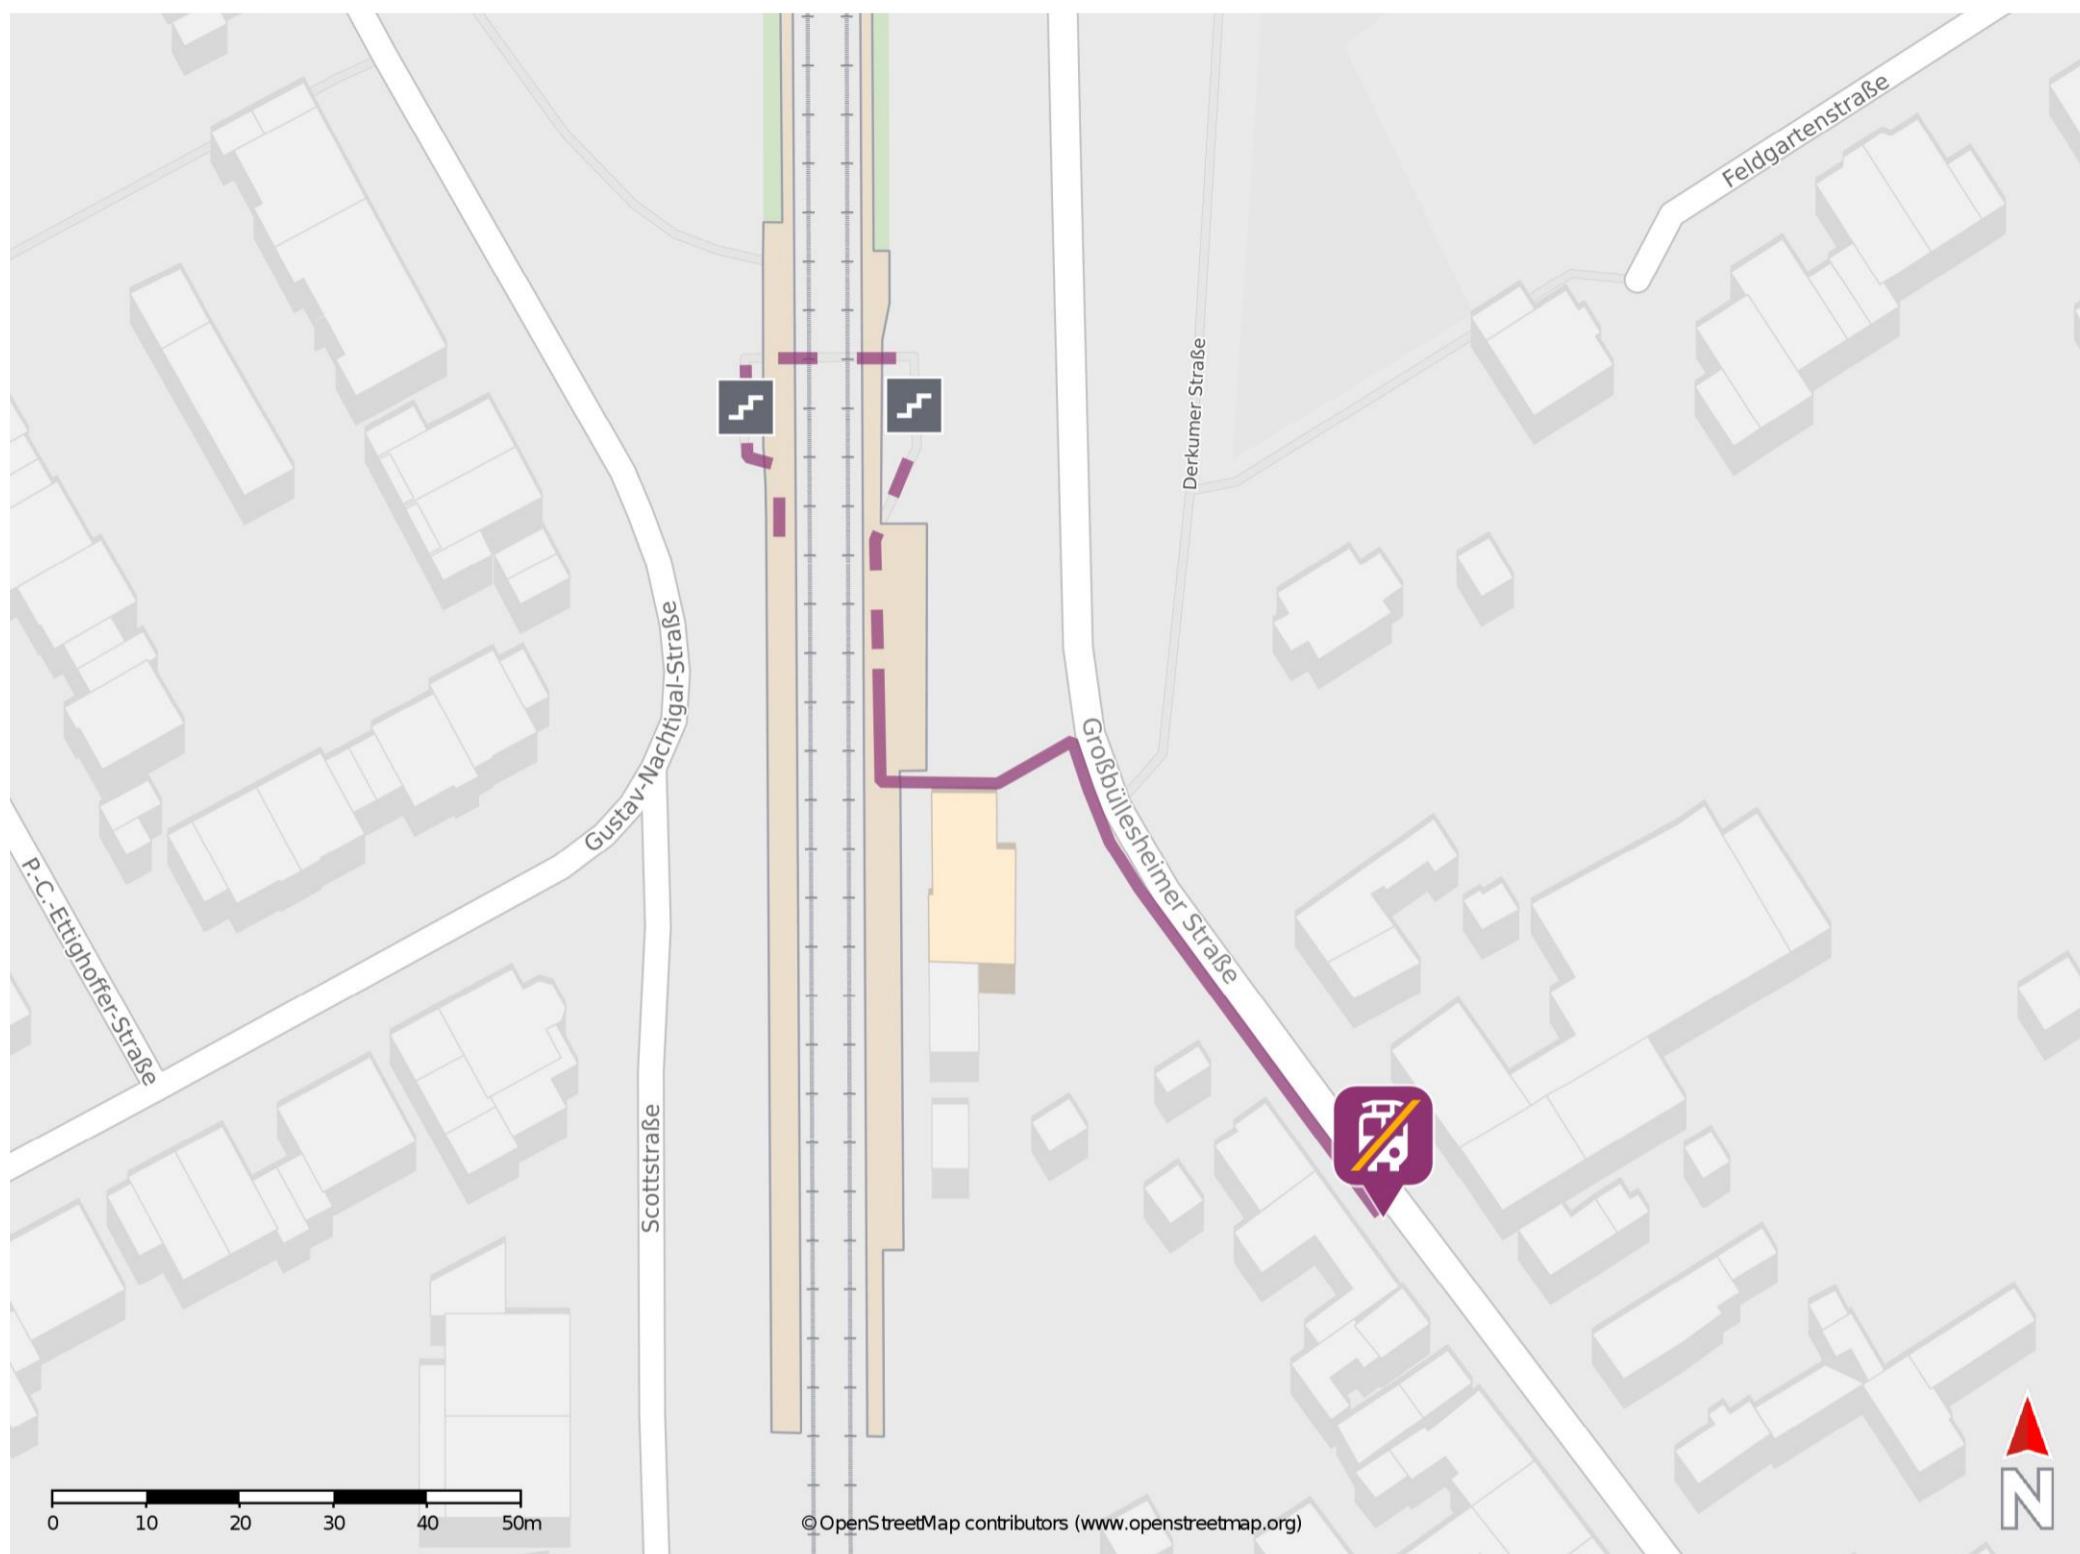 Feldgartenstraße
Derkumer Straße
Gustav-Nachtigal-Straße
Großbüllesheimer Straße
P.-C.-Ettighoffer-Straße
Scottstraße
0 10 20 30 40 50m
© OpenStreetMap contributors (www.openstreetmap.org)
N